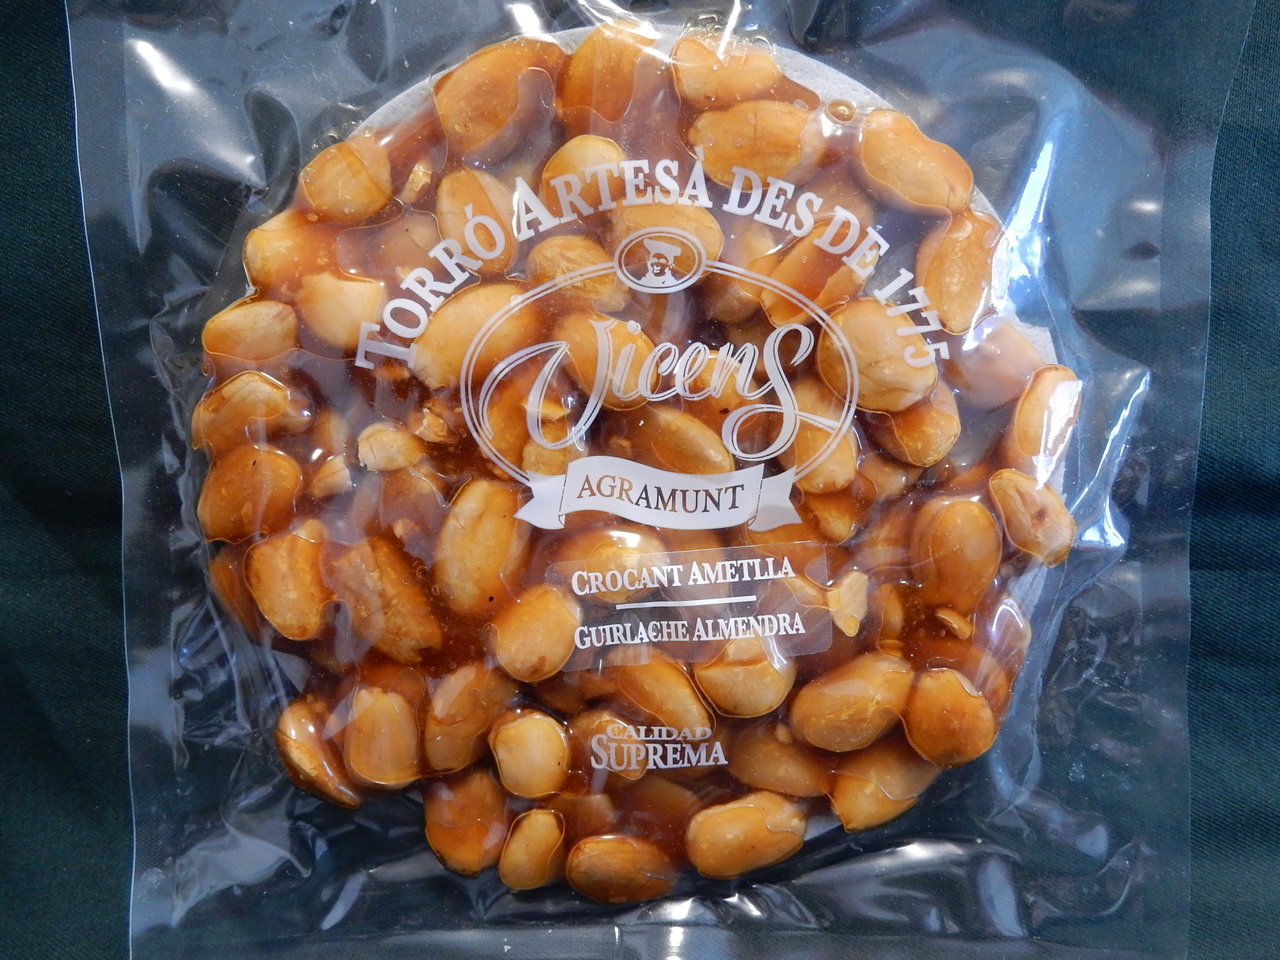 TORRÓ ARTESÀ DES DE 1775
Vicens
AGRAMUNT
CROCANT AMETLLA
GUIRLACHE ALMENDRA
CALIDAD
SUPREMA